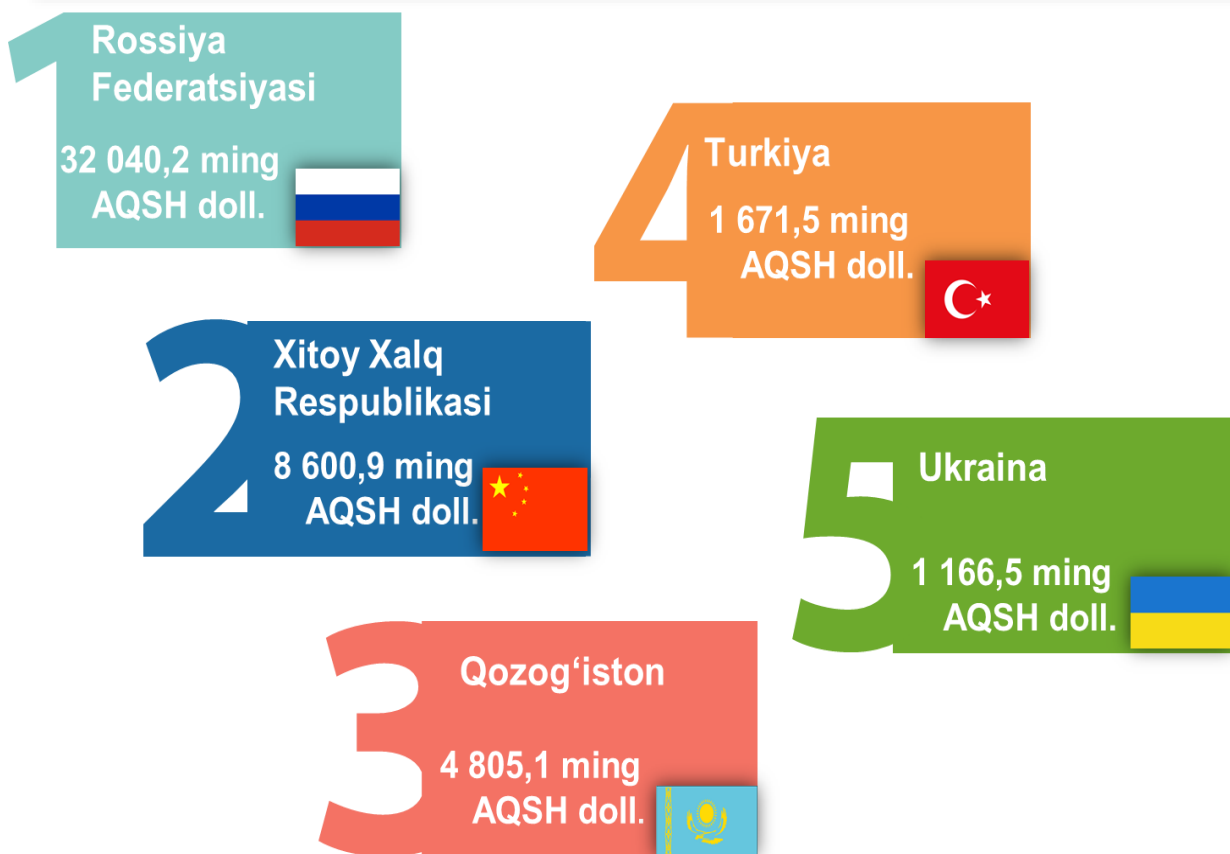 1
Rossiya
Federatsiyasi
32 040,2 ming
AQSH doll.
2
Xitoy Xalq
Respublikasi
8 600,9 ming
AQSH doll.
3
Qozog‘iston
4 805,1 ming
AQSH doll.
4
Turkiya
1 671,5 ming
AQSH doll.
5
Ukraina
1 166,5 ming
AQSH doll.